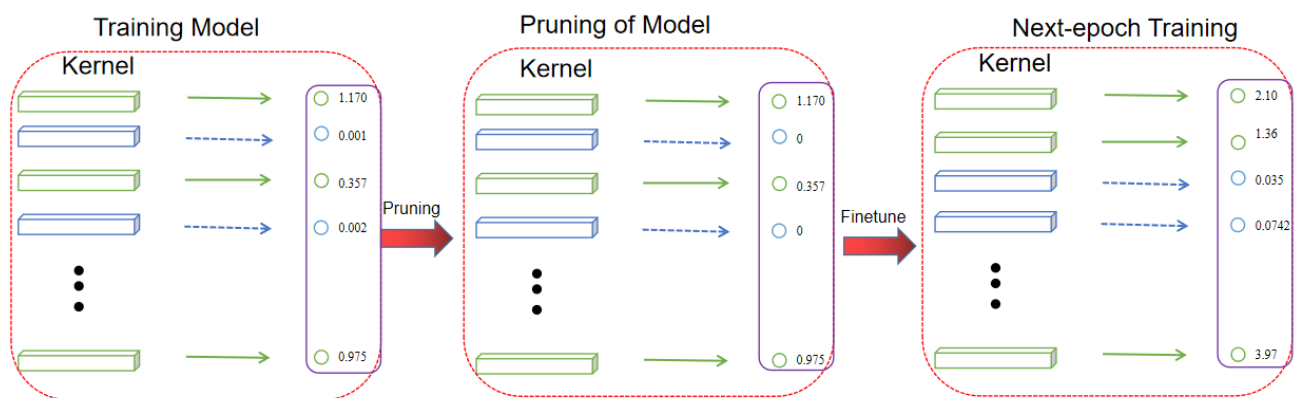 Training Model
Kernel
1.170
0.001
0.357
0.002
0.975
Pruning
Pruning of Model
Kernel
1.170
0
0.357
0
0.975
Finetune
Next-epoch Training
Kernel
2.10
1.36
0.035
0.0742
3.97